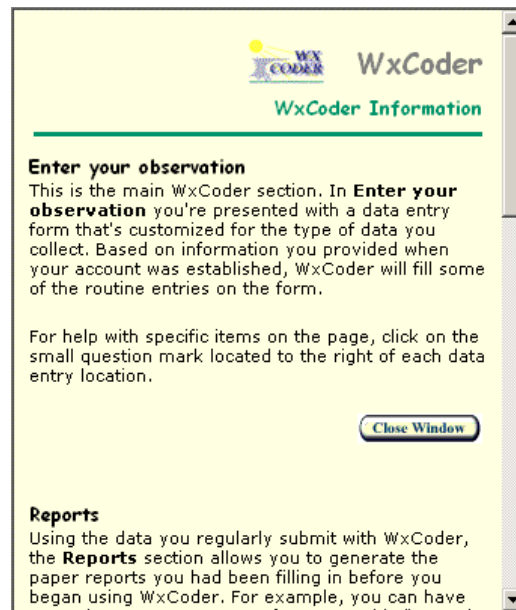 WX
CODER
WxCoder
WxCoder Information
Enter your observation
This is the main WxCoder section. In Enter your
observation you're presented with a data entry
form that's customized for the type of data you
collect. Based on information you provided when
your account was established, WxCoder will fill some
of the routine entries on the form.
For help with specific items on the page, click on the
small question mark located to the right of each data
entry location.
Close Window
Reports
Using the data you regularly submit with WxCoder,
the Reports section allows you to generate the
paper reports you had been filling in before you
began using WxCoder. For example, you can have